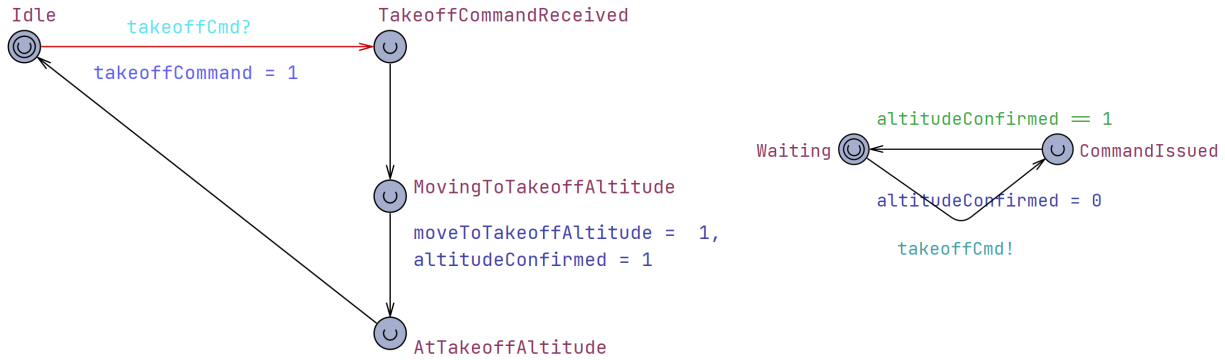 Idle
takeoffCmd?
takeoffCommand = 1
TakeoffCommandReceived
MovingToTakeoffAltitude
moveToTakeoffAltitude =  1,
altitudeConfirmed = 1
AtTakeoffAltitude
altitudeConfirmed == 1
Waiting
CommandIssued
altitudeConfirmed = 0
takeoffCmd!